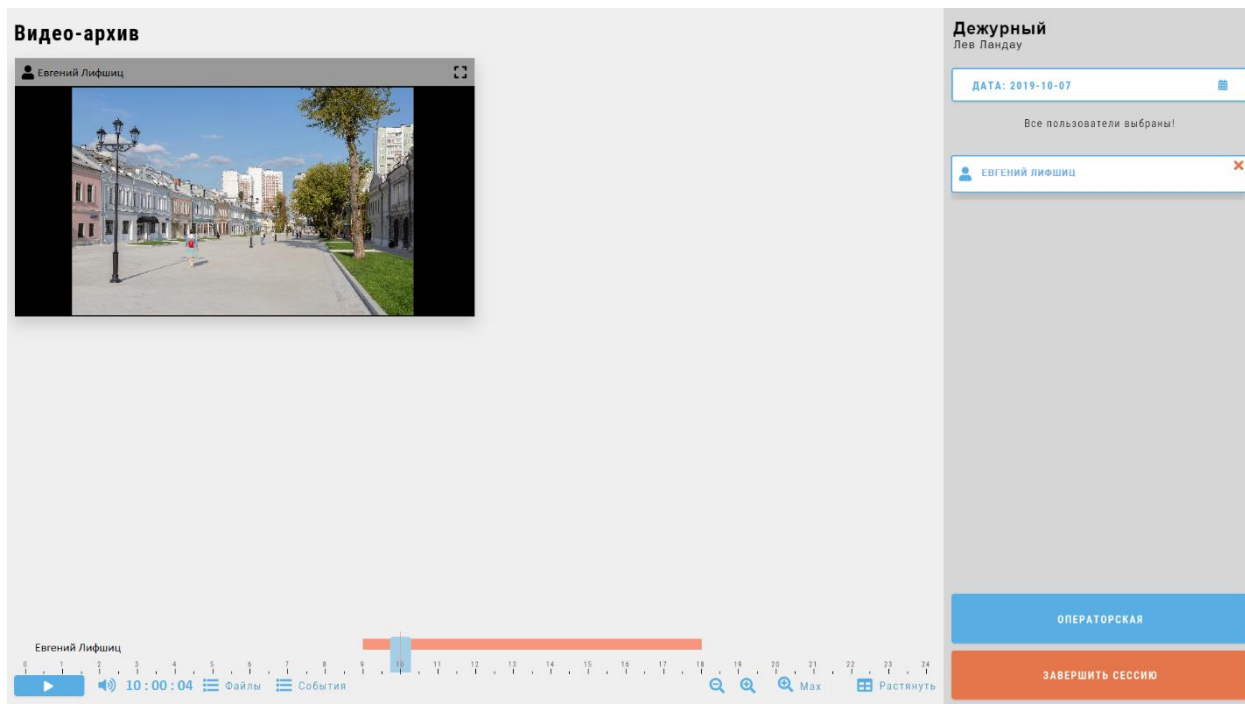 Видео-архив
Евгений Лифшиц
Дежурный
Лев Ландау
ДАТА: 2019-10-07
Все пользователи выбраны!
ЕВГЕНИЙ ЛИФШИЦ
ОПЕРАТОРСКАЯ
ЗАВЕРШИТЬ СЕССИЮ
Евгений Лифшиц
0 1 2 3 4 5 6 7 8 9 10 11 12 13 14 15 16 17 18 19 20 21 22 23 24
10:00:04 Файлы События Max Растянуть